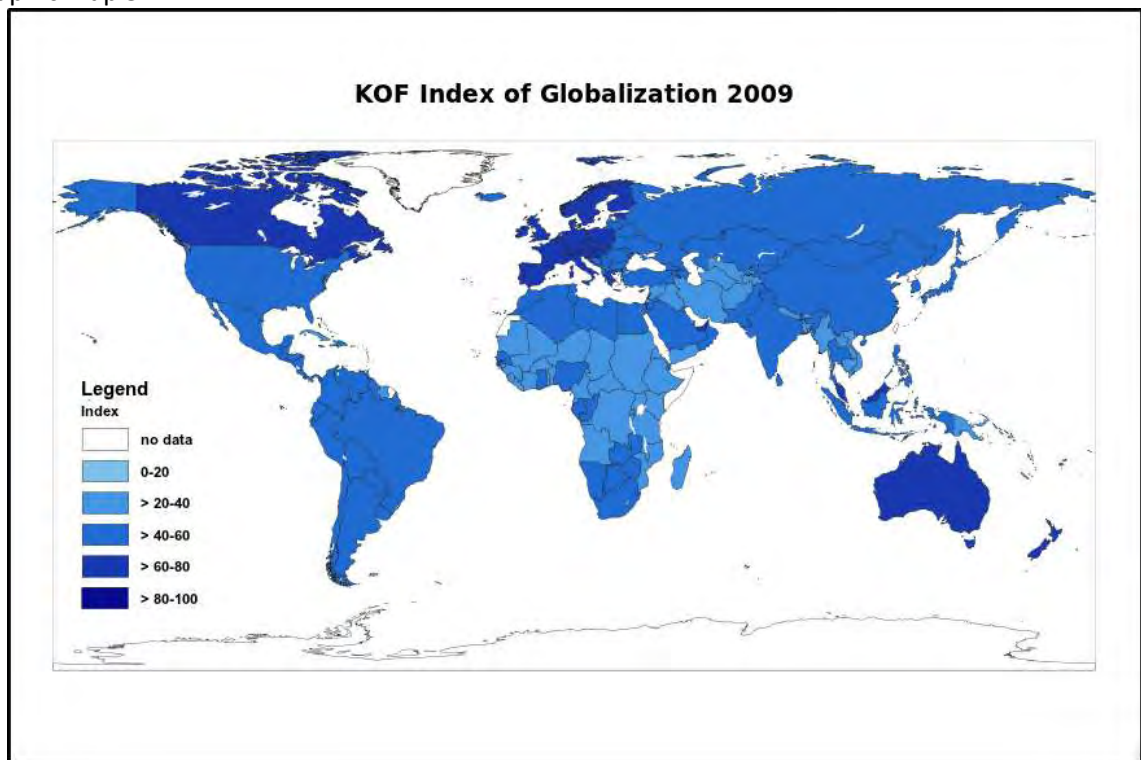 KOF Index of Globalization 2009
Legend
Index
no data
0-20
> 20-40
> 40-60
> 60-80
> 80-100